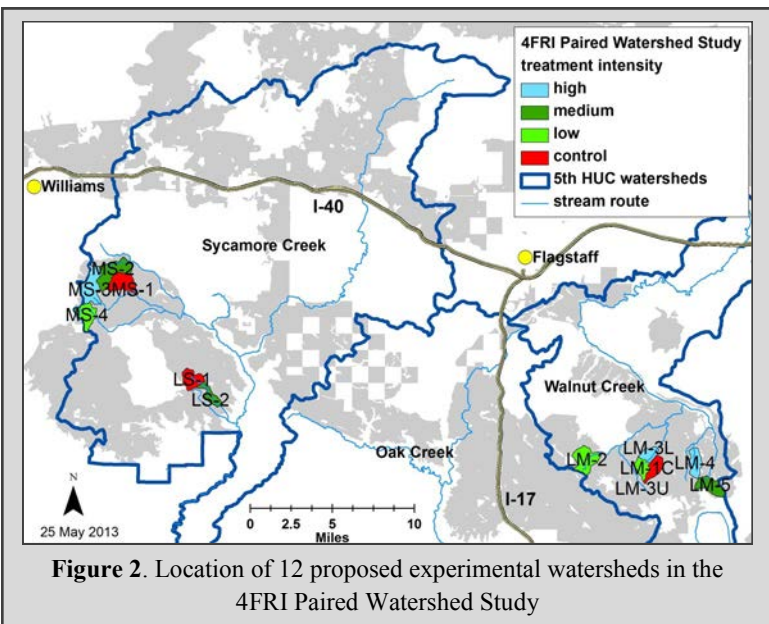 4FRI Paired Watershed Study
treatment intensity
high
medium
low
control
5th HUC watersheds
stream route
Williams
I-40
Sycamore Creek
Flagstaff
MS-2
MS-3MS-1
MS-4
LS-1
LS-2
Walnut Creek
Oak Creek
I-17
LM-2
LM-3L
LM-1C
LM-4
LM-3U
LM-5
N
25 May 2013
0 2.5 5 10
Miles
Figure 2. Location of 12 proposed experimental watersheds in the
4FRI Paired Watershed Study